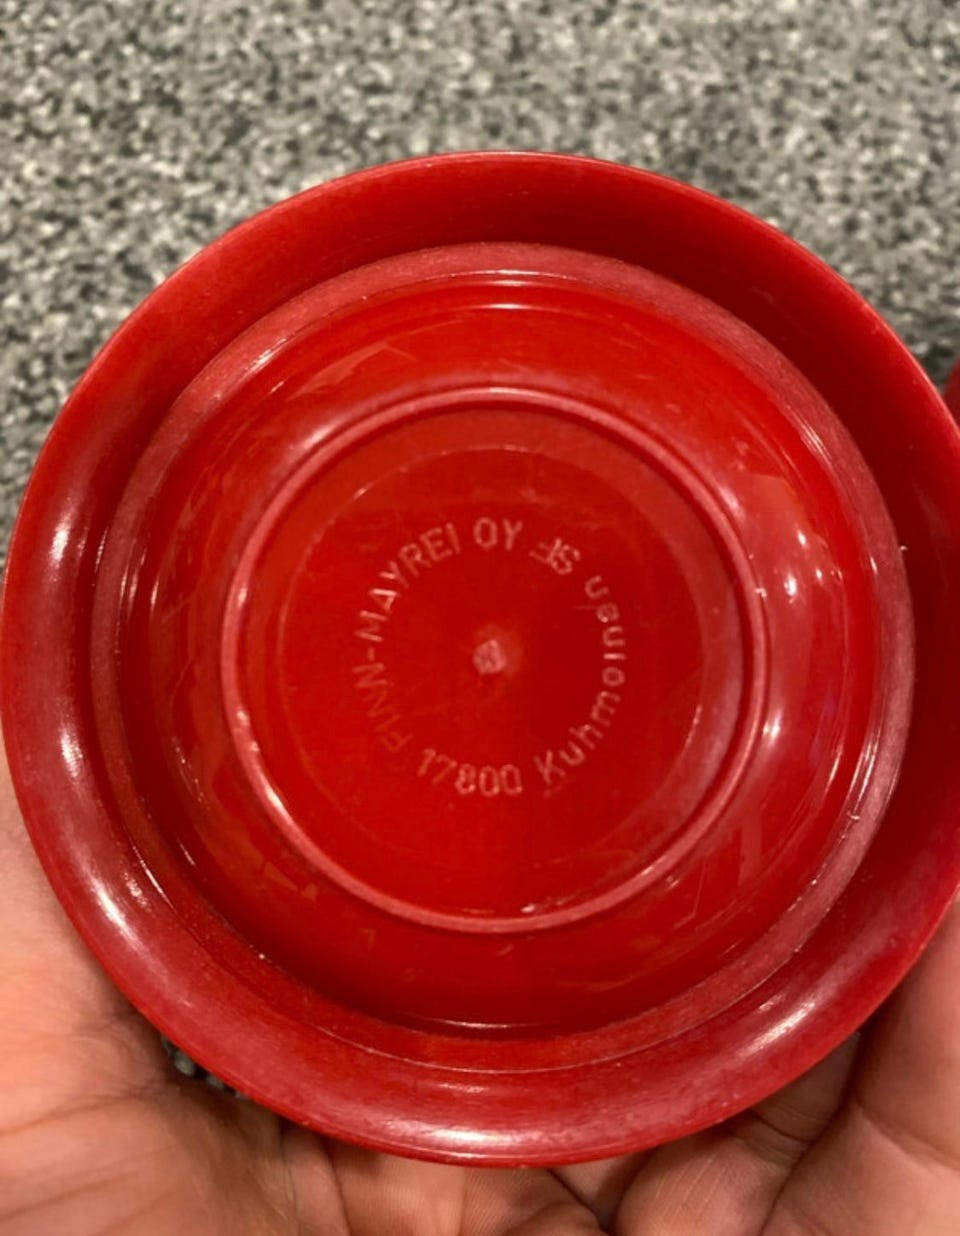 FINN-MAYREI OY
17800 Kuhmoinen SF